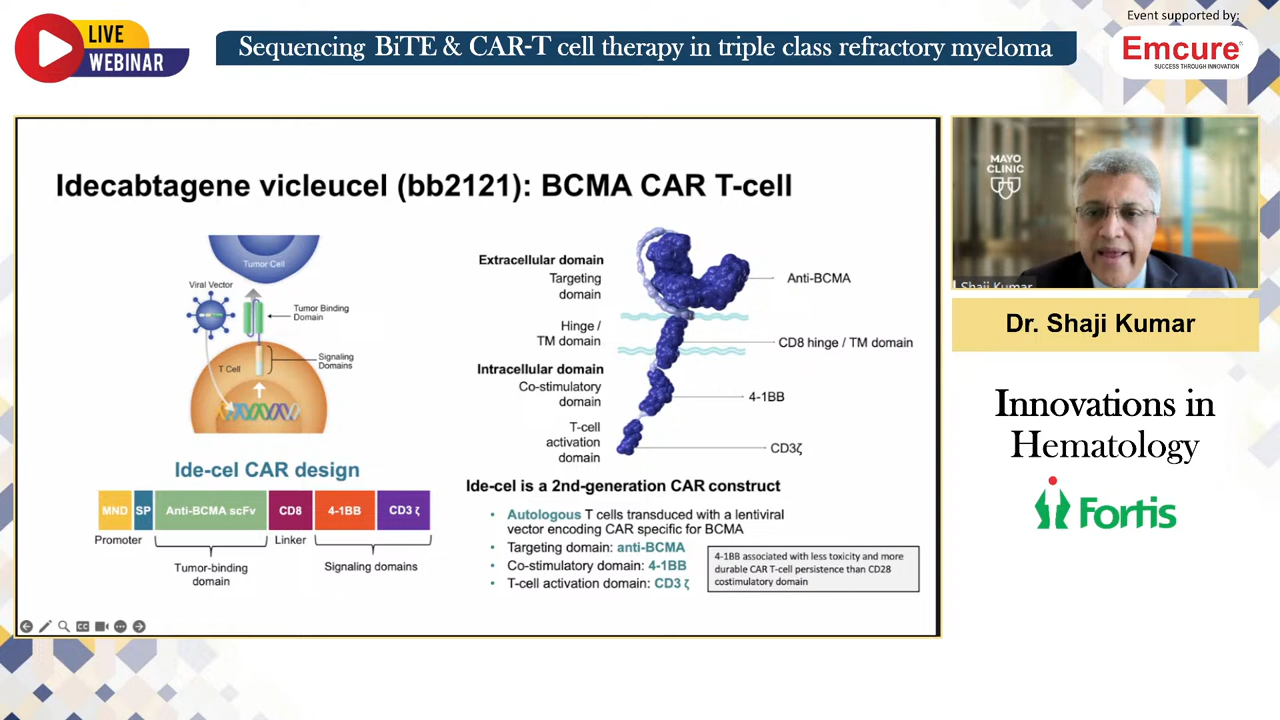 LIVE
WEBINAR
Sequencing BiTE & CAR-T cell therapy in triple class refractory myeloma
Event supported by:
Emcure®
SUCCESS THROUGH INNOVATION
Idecabtagene vicleucel (bb2121): BCMA CAR T-cell
Tumor Cell
Viral Vector
Tumor Binding
Domain
Signaling
Domains
T Cell
Ide-cel CAR design
MND SP Anti-BCMA scFv CD8 4-1BB CD3 ζ
Promoter
Linker
Tumor-binding
domain
Signaling domains
Extracellular domain
Targeting
domain
Anti-BCMA
Hinge /
TM domain
CD8 hinge / TM domain
Intracellular domain
Co-stimulatory
domain
4-1BB
T-cell
activation
domain
CD3ζ
Ide-cel is a 2nd-generation CAR construct
• Autologous T cells transduced with a lentiviral
vector encoding CAR specific for BCMA
• Targeting domain: anti-BCMA
• Co-stimulatory domain: 4-1BB
• T-cell activation domain: CD3 ζ
4-1BB associated with less toxicity and more
durable CAR T-cell persistence than CD28
costimulatory domain
CC
MAYO
CLINIC
Shaji Kumar
Dr. Shaji Kumar
Innovations in
Hematology
Fortis